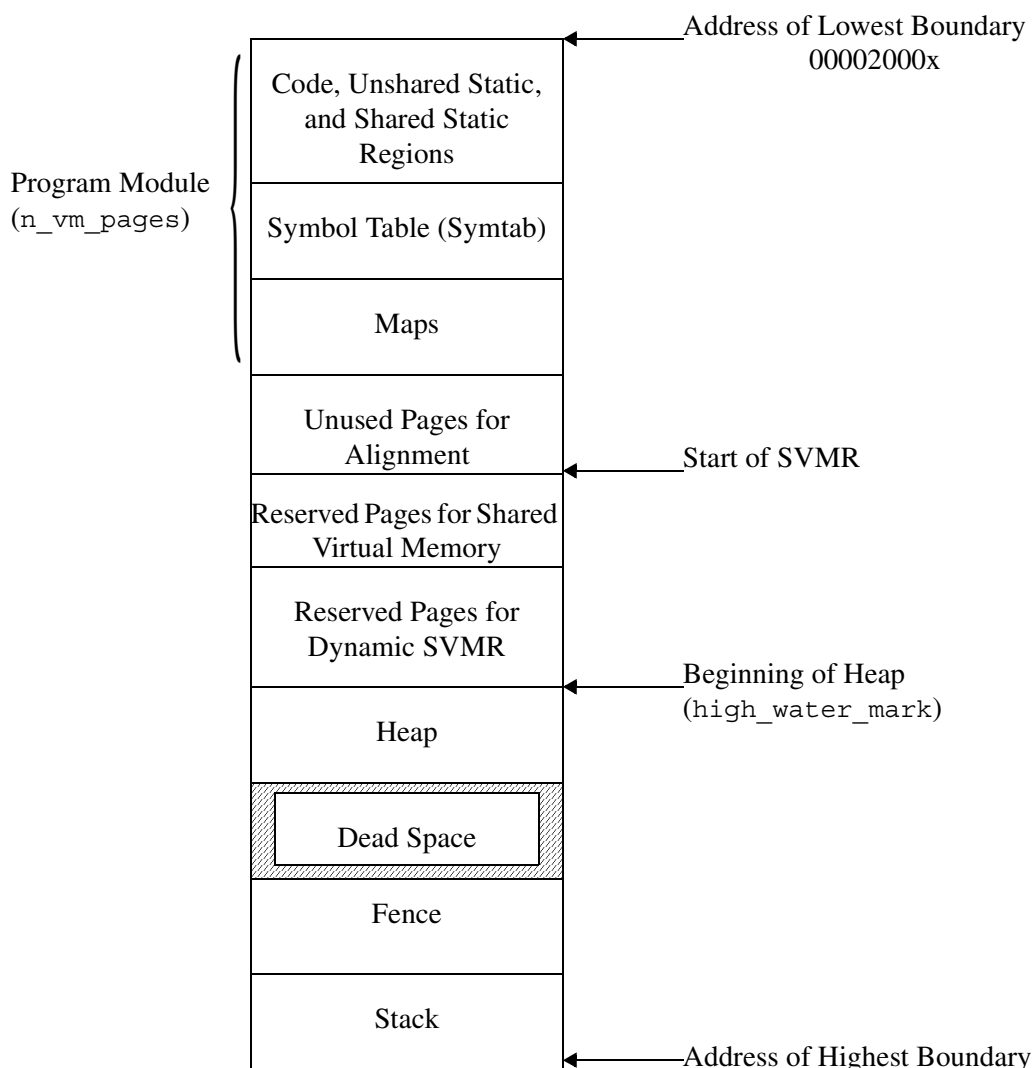 Address of Lowest Boundary
00002000x
Code, Unshared Static,
and Shared Static
Regions
Program Module
(n_vm_pages)
Symbol Table (Symtab)
Maps
Unused Pages for
Alignment
Start of SVMR
Reserved Pages for Shared
Virtual Memory
Reserved Pages for
Dynamic SVMR
Beginning of Heap
(high_water_mark)
Heap
Dead Space
Fence
Stack
Address of Highest Boundary